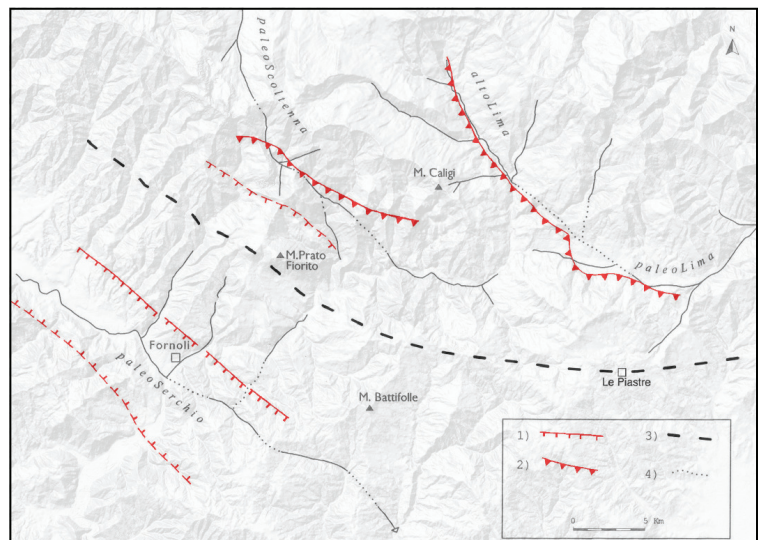 N
paleoScoltenna
altoLima
M. Caligi
M.Prato
Fiorito
paleoLima
Fornoli
paleoSerchio
Le Piastre
M. Battifolle
1) 3)
2) 4)
0 5 Km